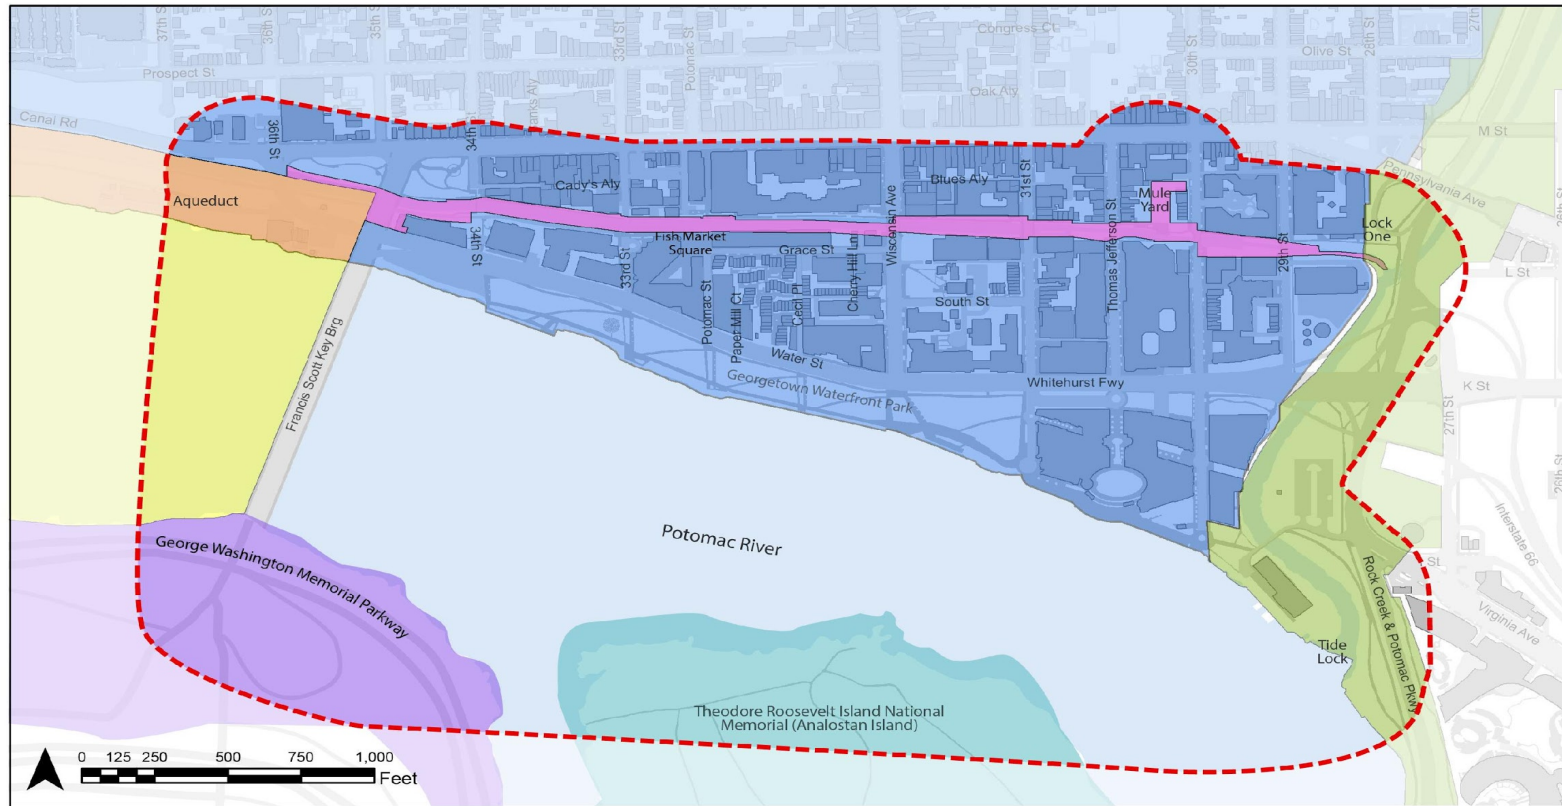 37th St
36th St
35th St
33rd St
Potomac St
Congress Ct
30th St
Olive St
28th St
27th
Prospect St
Oak Aly
Canal Rd
36th St
34th
M St
Pennsylvania Ave
Cady's Aly
Blues Aly
31st St
Mule
Yard
26th St
Aqueduct
34th St
33rd St
Fish Market
Square
Grace St
Cherry Hill Ln
Wisconsin Ave
Thomas Jefferson St
29th St
Lock
One
L St
Potomac St
Paper Mill Ct
Cecil Pl
South St
Francis Scott Key Brg
Water St
Georgetown Waterfront Park
Whitehurst Fwy
K St
27th St
26th St
Potomac River
Interstate 66
George Washington Memorial Parkway
St
Rock Creek & Potomac Pkwy
Virginia Ave
Tide
Lock
Theodore Roosevelt Island National
Memorial (Analostan Island)
0 125 250 500 750 1,000
Feet